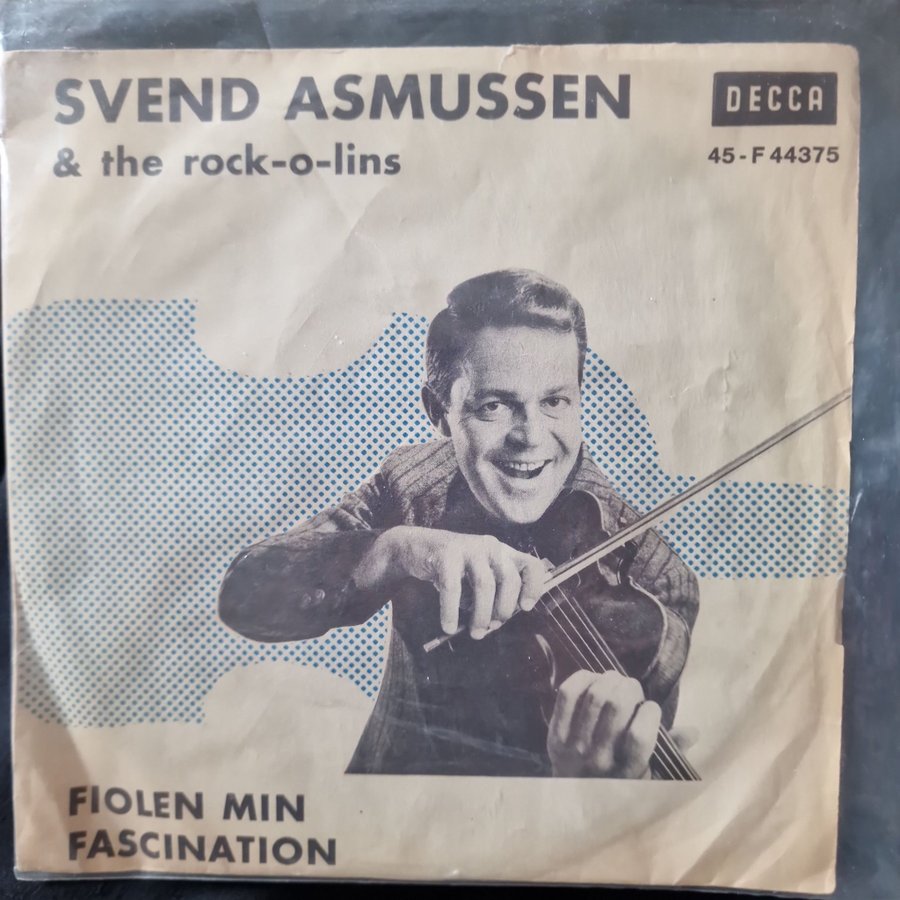 SVEND ASMUSSEN
& the rock-o-lins
DECCA
45-F 44375
FIOLEN MIN
FASCINATION